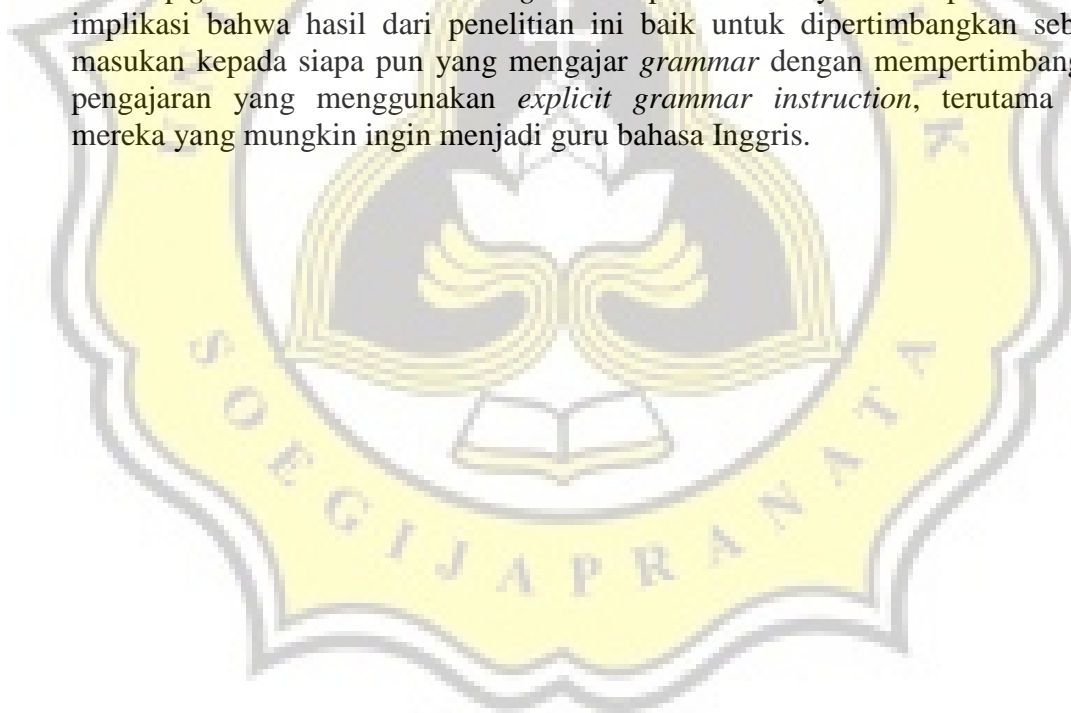 implikasi bahwa hasil dari penelitian ini baik untuk dipertimbangkan seb
masukan kepada siapa pun yang mengajar grammar dengan mempertimbang
pengajaran yang menggunakan explicit grammar instruction, terutama
mereka yang mungkin ingin menjadi guru bahasa Inggris.
SOEGIJAPRANATA